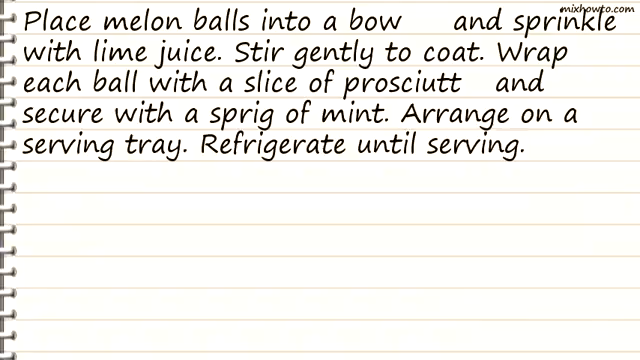 mixhowto.com
Place melon balls into a bow and sprinkle
with lime juice. Stir gently to coat. Wrap
each ball with a slice of prosciutt and
secure with a sprig of mint. Arrange on a
serving tray. Refrigerate until serving.